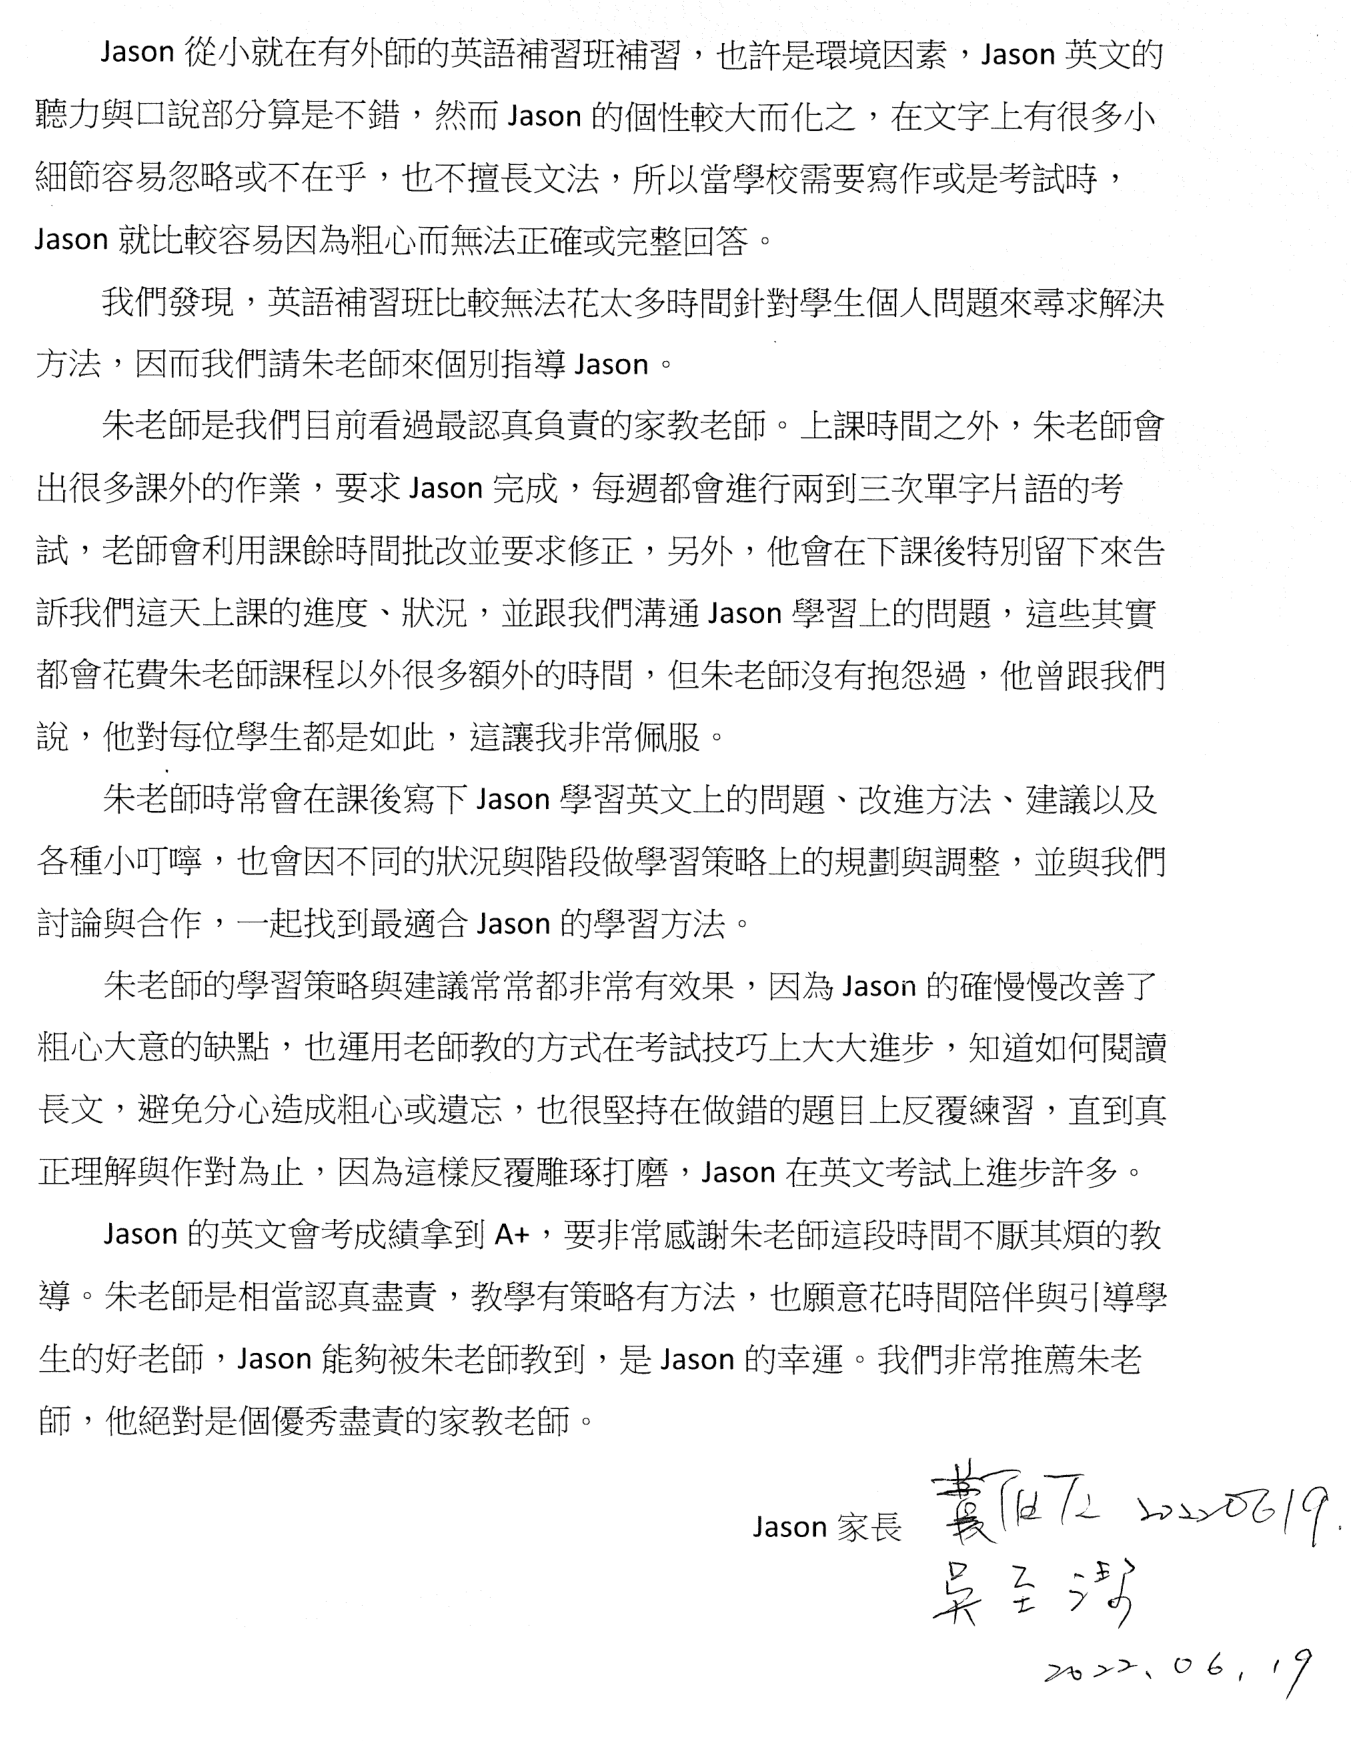 Jason 從小就在有外師的英語補習班補習，也許是環境因素，Jason 英文的
聽力與口說部分算是不錯，然而 Jason 的個性較大而化之，在文字上有很多小
細節容易忽略或不在乎，也不擅長文法，所以當學校需要寫作或是考試時，
Jason 就比較容易因為粗心而無法正確或完整回答。
我們發現，英語補習班比較無法花太多時間針對學生個人問題來尋求解決
方法，因而我們請朱老師來個別指導 Jason。
朱老師是我們目前看過最認真負責的家教老師。上課時間之外，朱老師會
出很多課外的作業，要求 Jason 完成，每週都會進行兩到三次單字片語的考
試，老師會利用課餘時間批改並要求修正，另外，他會在下課後特別留下來告
訴我們這天上課的進度、狀況，並跟我們溝通 Jason 學習上的問題，這些其實
都會花費朱老師課程以外很多額外的時間，但朱老師沒有抱怨過，他曾跟我們
說，他對每位學生都是如此，這讓我非常佩服。
朱老師時常會在課後寫下 Jason 學習英文上的問題、改進方法、建議以及
各種小叮嚀，也會因不同的狀況與階段做學習策略上的規劃與調整，並與我們
討論與合作，一起找到最適合 Jason 的學習方法。
朱老師的學習策略與建議常常都非常有效果，因為 Jason 的確慢慢改善了
粗心大意的缺點，也運用老師教的方式在考試技巧上大大進步，知道如何閱讀
長文，避免分心造成粗心或遺忘，也很堅持在做錯的題目上反覆練習，直到真
正理解與作對為止，因為這樣反覆雕琢打磨，Jason 在英文考試上進步許多。
Jason 的英文會考成績拿到 A+，要非常感謝朱老師這段時間不厭其煩的教
導。朱老師是相當認真盡責，教學有策略有方法，也願意花時間陪伴與引導學
生的好老師，Jason 能夠被朱老師教到，是 Jason 的幸運。我們非常推薦朱老
師，他絕對是個優秀盡責的家教老師。
Jason 家長 20220619.
吳至
2022.06.19